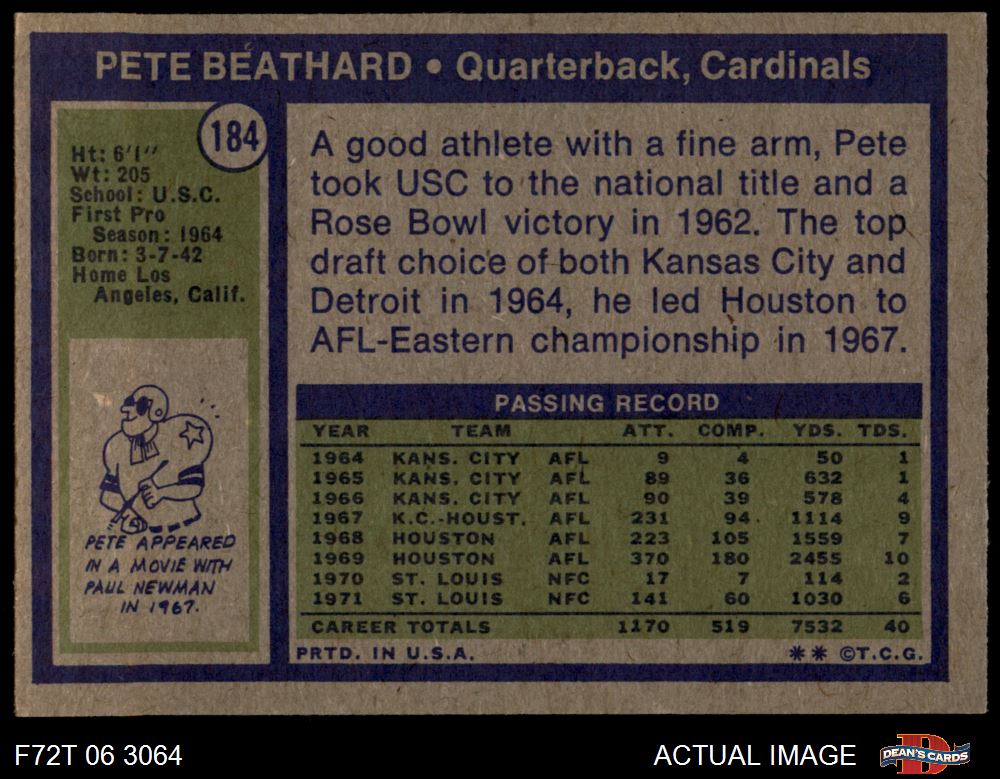 PETE BEATHARD • Quarterback, Cardinals
184
Ht: 6'1"
Wt: 205
School: U.S.C.
First Pro
Season: 1964
Born: 3-7-42
Home Los
Angeles, Calif.
PETE APPEARED
IN A MOVIE WITH
PAUL NEWMAN
IN 1967.
A good athlete with a fine arm, Pete
took USC to the national title and a
Rose Bowl victory in 1962. The top
draft choice of both Kansas City and
Detroit in 1964, he led Houston to
AFL-Eastern championship in 1967.
PASSING RECORD
YEAR TEAM ATT. COMP. YDS. TDS.
1964 KANS. CITY AFL 9 4 50 1
1965 KANS. CITY AFL 89 36 632 1
1966 KANS. CITY AFL 90 39 578 4
1967 K.C.-HOUST. AFL 231 94 1114 9
1968 HOUSTON AFL 223 105 1559 7
1969 HOUSTON AFL 370 180 2455 10
1970 ST. LOUIS NFC 17 7 114 2
1971 ST. LOUIS NFC 141 60 1030 6
CAREER TOTALS 1170 519 7532 40
PRTD. IN U.S.A. ** ©T.C.G.
F72T 06 3064 ACTUAL IMAGE DEAN'S CARDS